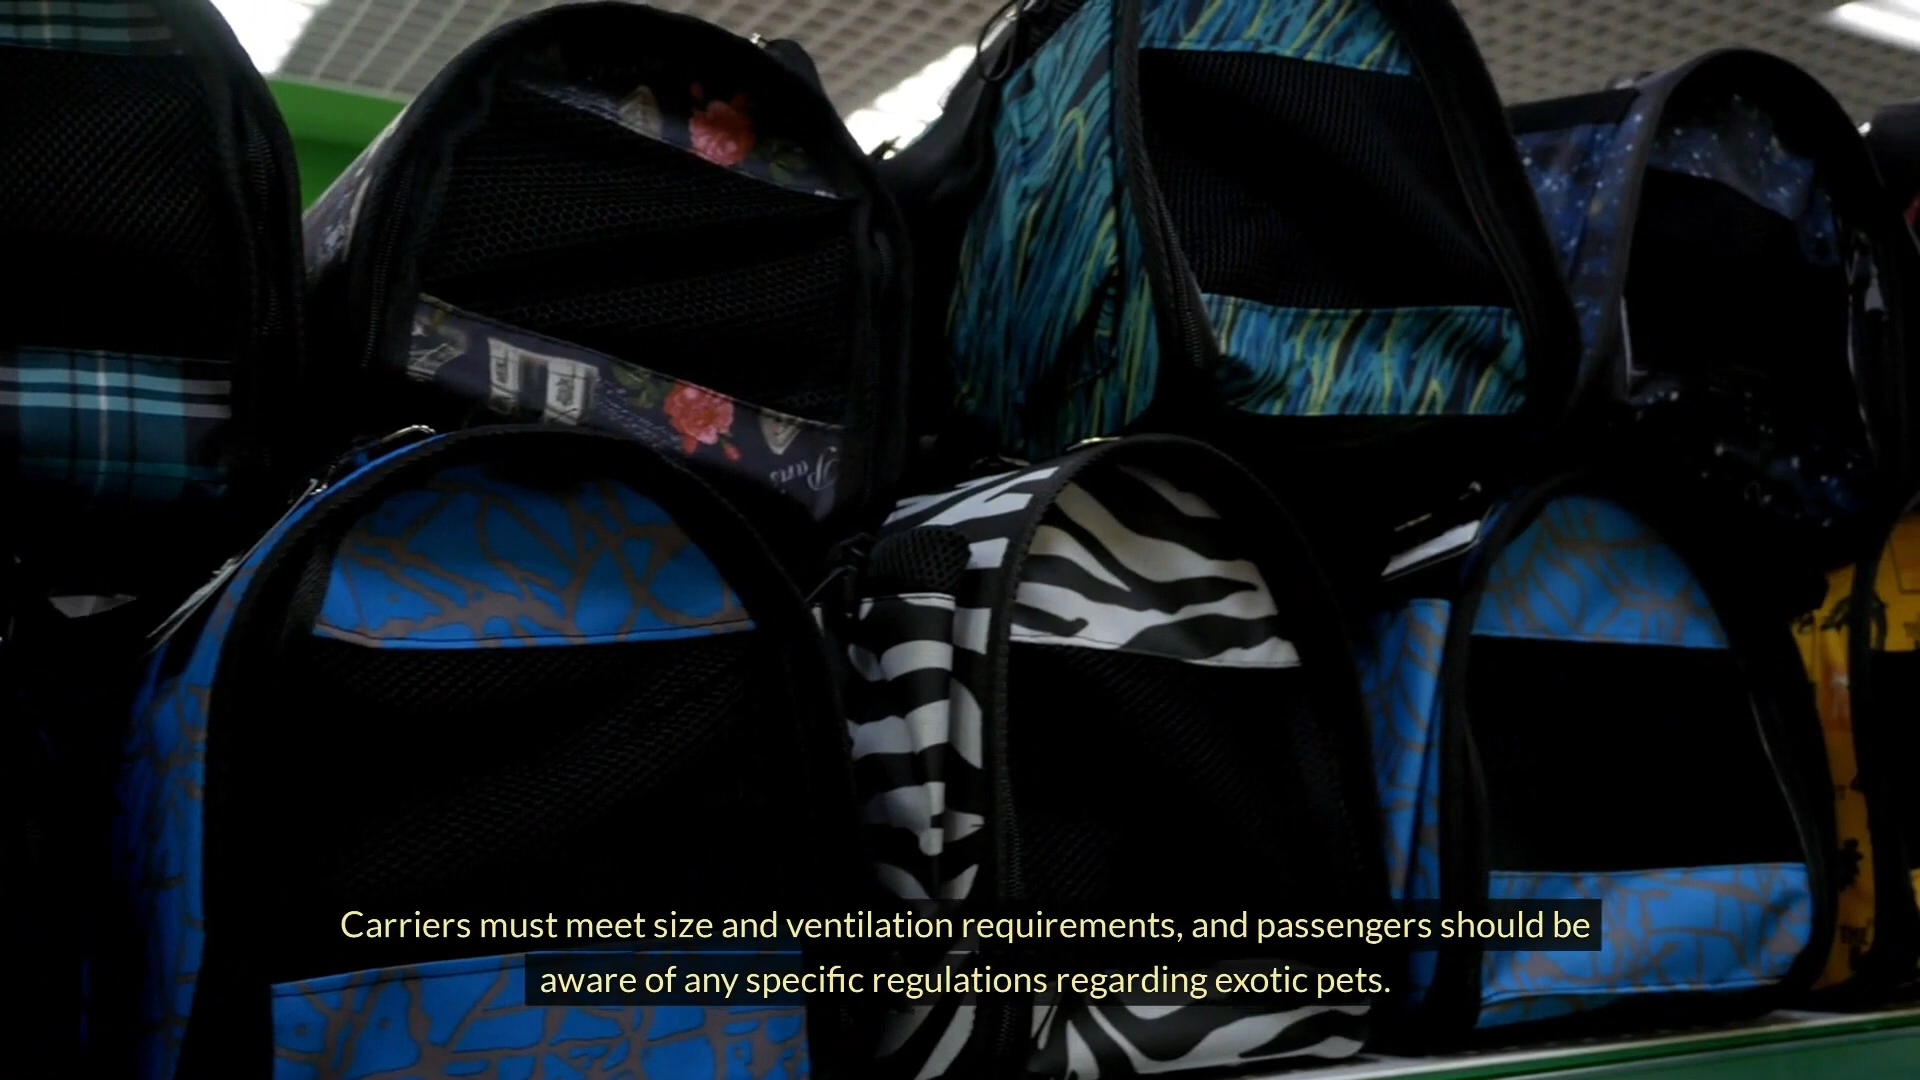 Paris
Carriers must meet size and ventilation requirements, and passengers should be
aware of any specific regulations regarding exotic pets.